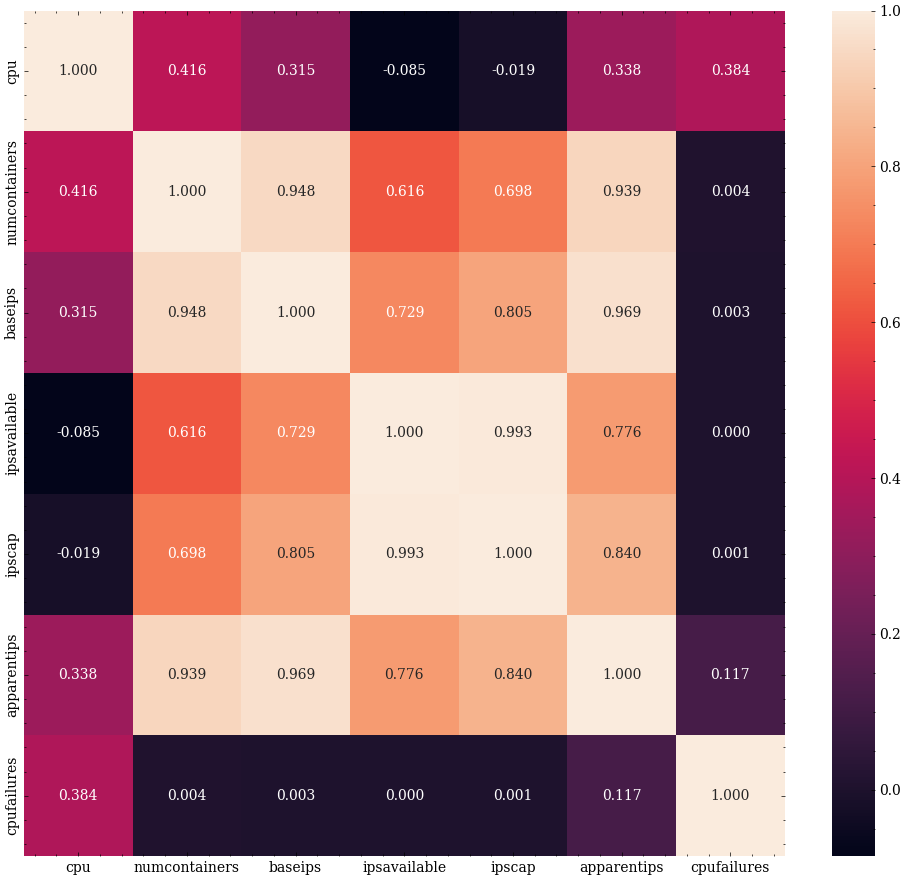 cpu 1.000 0.416 0.315 -0.085 -0.019 0.338 0.384
numcontainers 0.416 1.000 0.948 0.616 0.698 0.939 0.004
baseips 0.315 0.948 1.000 0.729 0.805 0.969 0.003
ipsavailable -0.085 0.616 0.729 1.000 0.993 0.776 0.000
ipscap -0.019 0.698 0.805 0.993 1.000 0.840 0.001
apparentips 0.338 0.939 0.969 0.776 0.840 1.000 0.117
cpufailures 0.384 0.004 0.003 0.000 0.001 0.117 1.000
cpu numcontainers baseips ipsavailable ipscap apparentips cpufailures
1.0
0.8
0.6
0.4
0.2
0.0